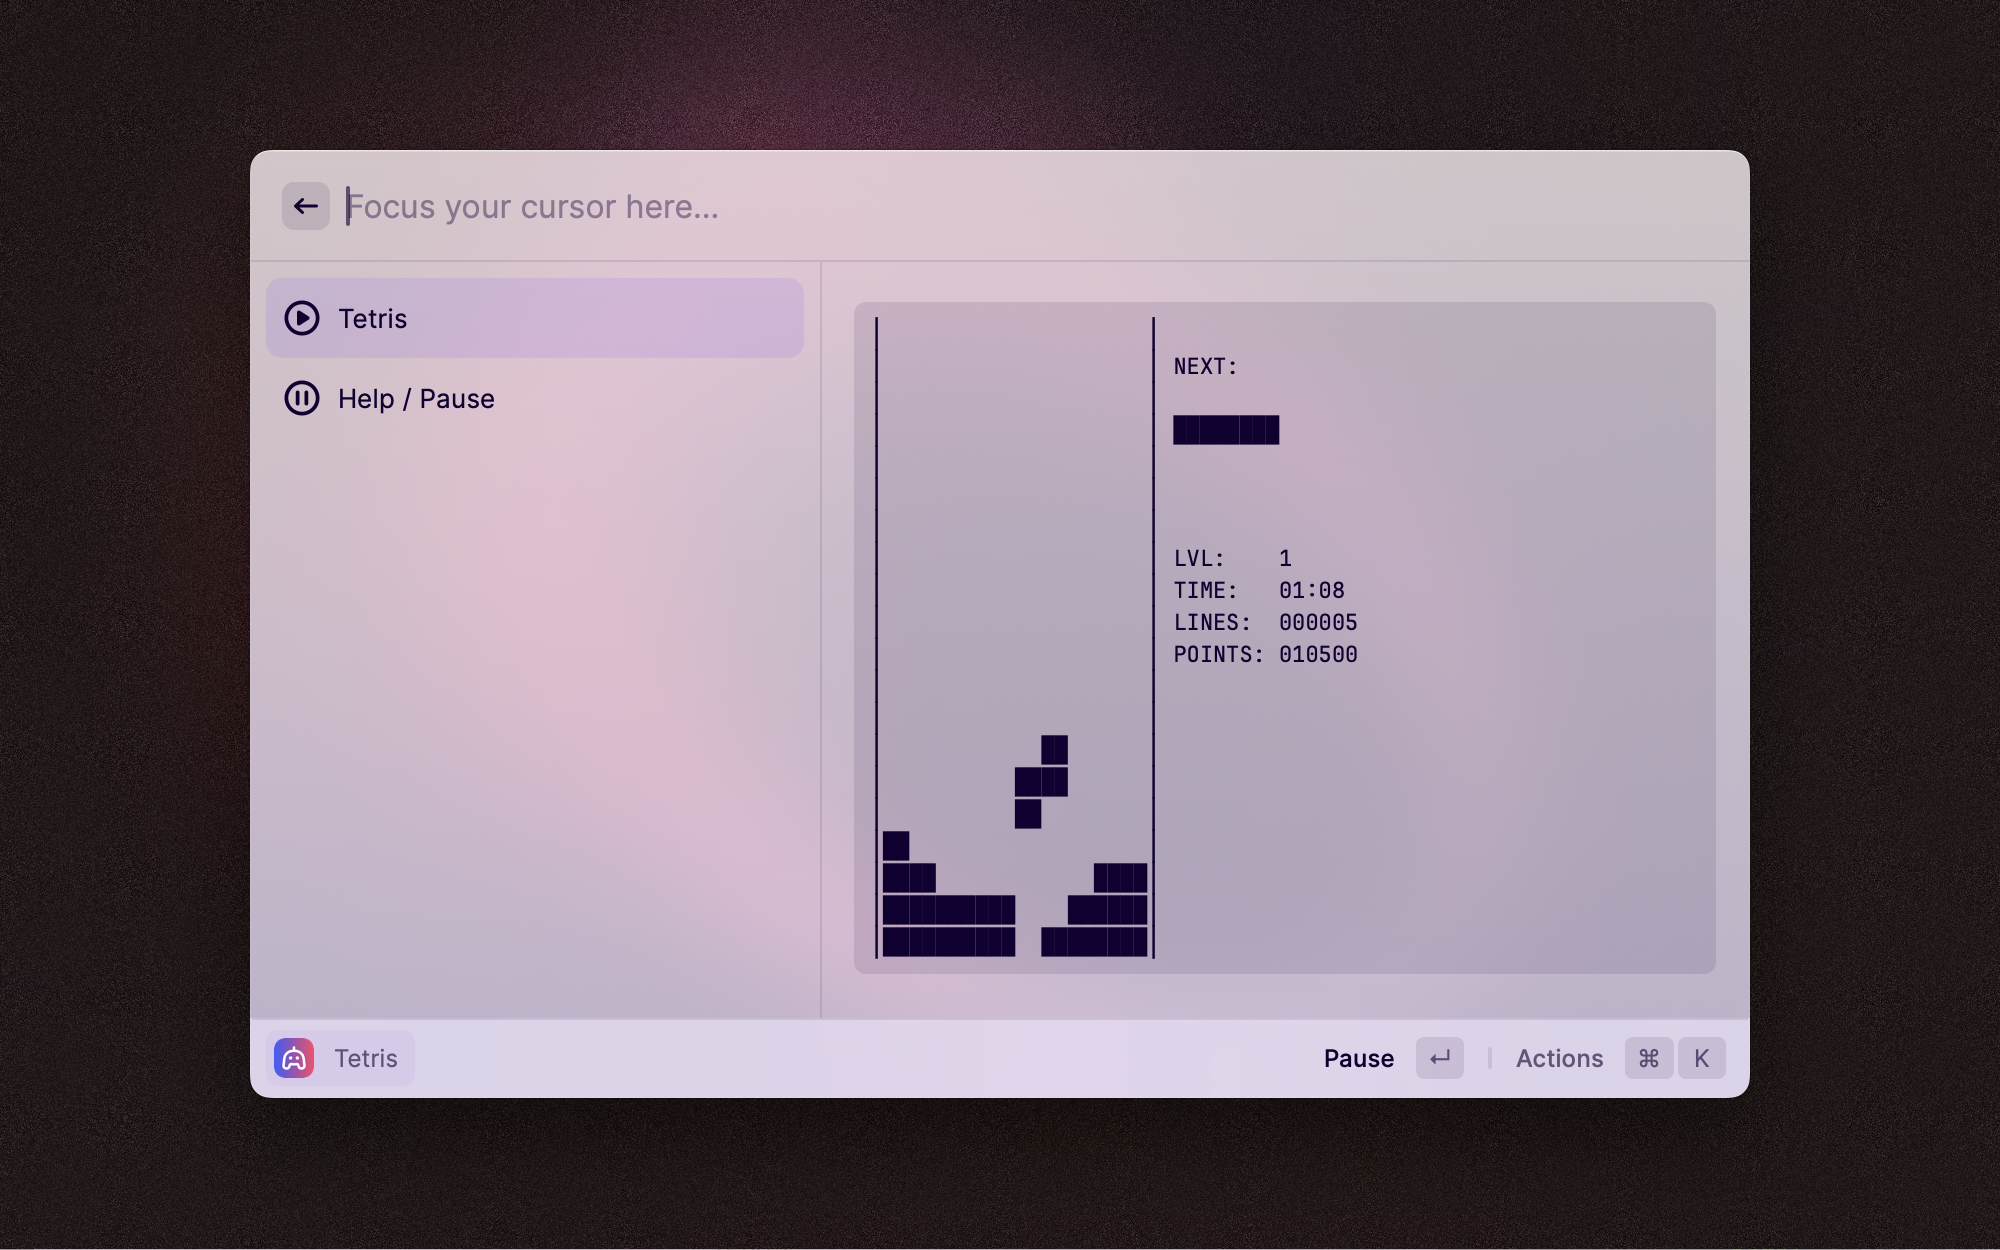 Focus your cursor here...
Tetris
Help / Pause
NEXT:
LVL: 1
TIME: 01:08
LINES: 000005
POINTS: 010500
Tetris
Pause
Actions ⌘ K